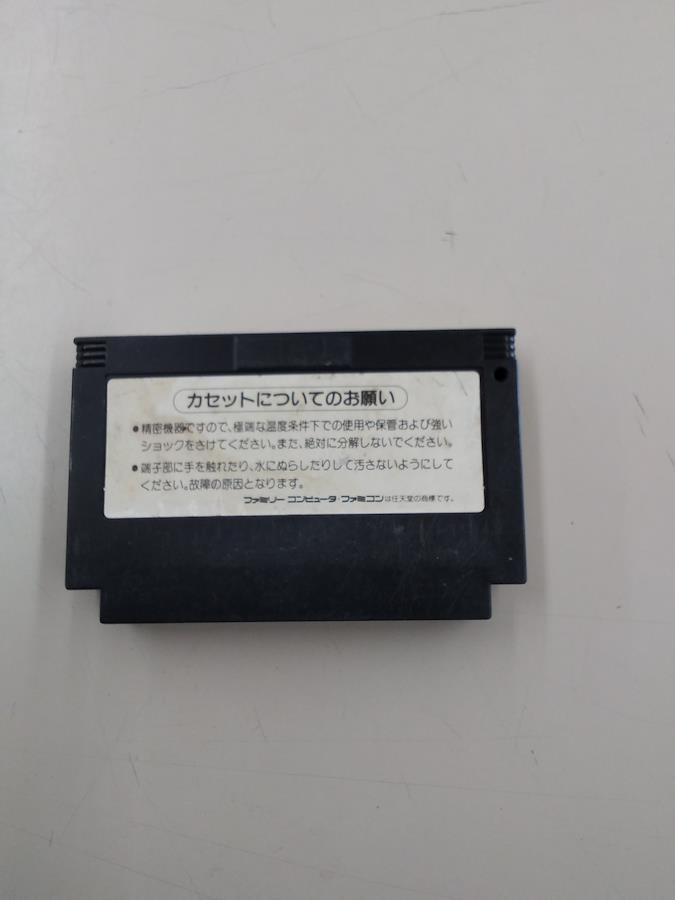 カセットについてのお願い
●精密機器ですので、極端な温度条件下での使用や保管および強い
ショックをさけてください。また、絶対に分解しないでください。
●端子部に手を触れたり、水にぬらしたりして汚さないようにして
ください。故障の原因となります。
ファミリーコンピュータ・ファミコンは任天堂の商標です。